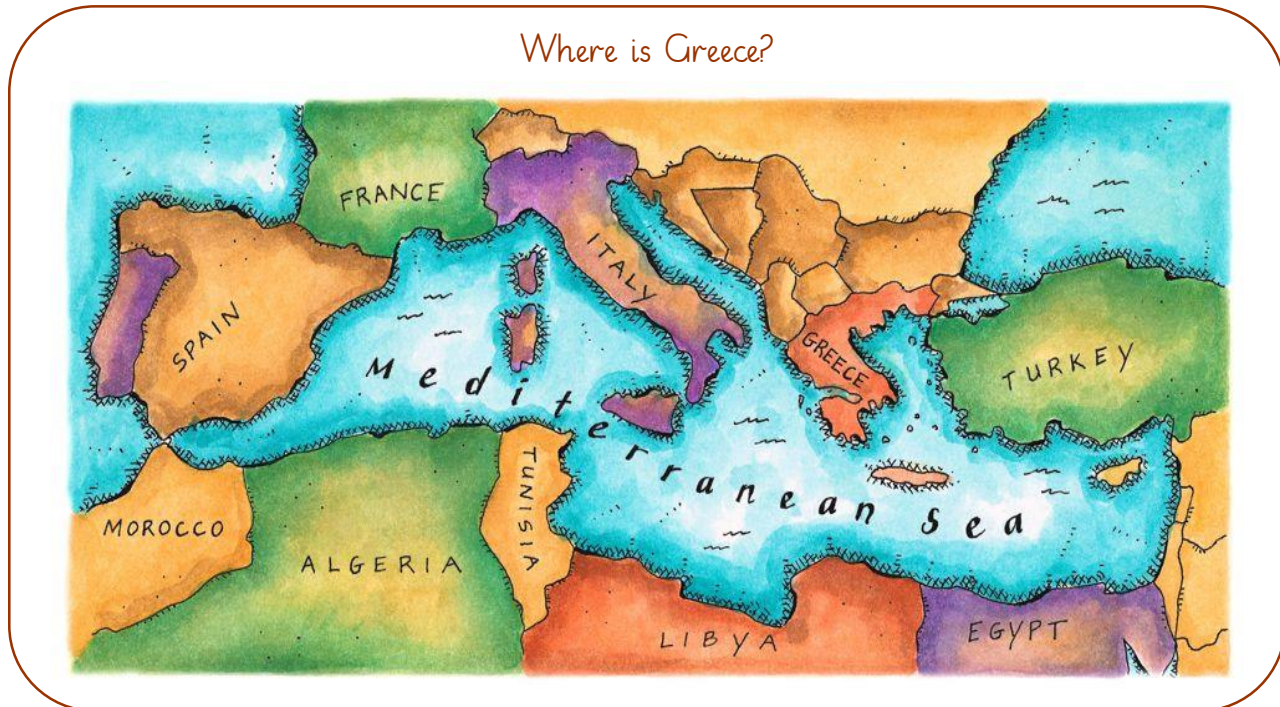 Where is Greece?
FRANCE
SPAIN
ITALY
GREECE
TURKEY
Mediterranean Sea
MOROCCO
ALGERIA
TUNISIA
LIBYA
EGYPT